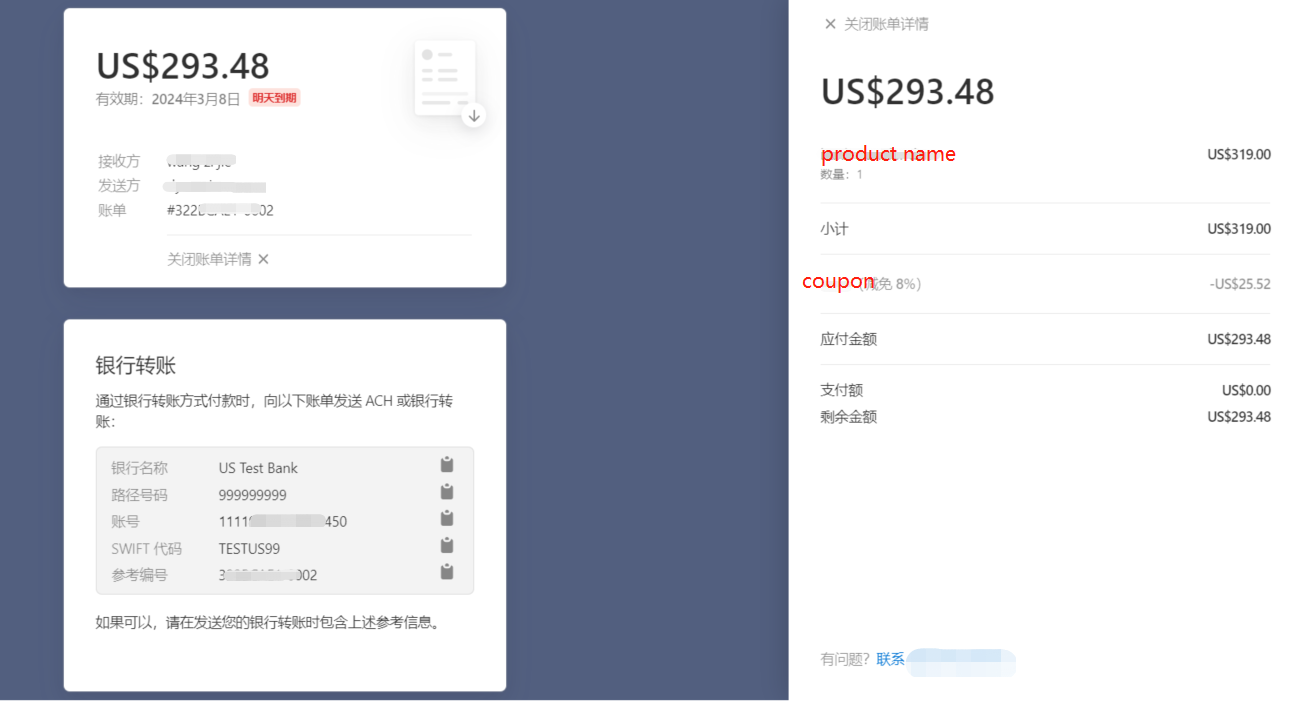 US$293.48
有效期：2024年3月8日 明天到期
接收方
发送方
账单 #322
关闭账单详情 ✕
银行转账
通过银行转账方式付款时，向以下账单发送 ACH 或银行转
账：
银行名称 US Test Bank
路径号码 999999999
账号 1111 450
SWIFT 代码 TESTUS99
参考编号 3 002
如果可以，请在发送您的银行转账时包含上述参考信息。
✕ 关闭账单详情
US$293.48
product name US$319.00
数量：1
小计 US$319.00
coupon (减免 8%) -US$25.52
应付金额 US$293.48
支付额 US$0.00
剩余金额 US$293.48
有问题？联系